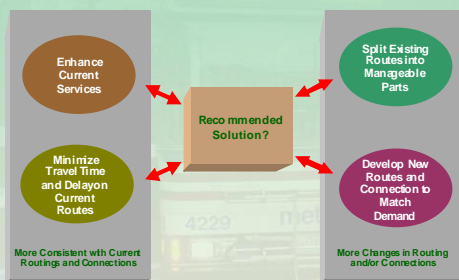 Enhance
Current
Services
Minimize
Travel Time
and Delayon
Current
Routes
More Consistent with Current
Routings and Connections
Recommended
Solution?
4229
met
Split Existing
Routes into
Manageable
Parts
Develop New
Routes and
Connection to
Match
Demand
More Changes in Routing
and/or Connections